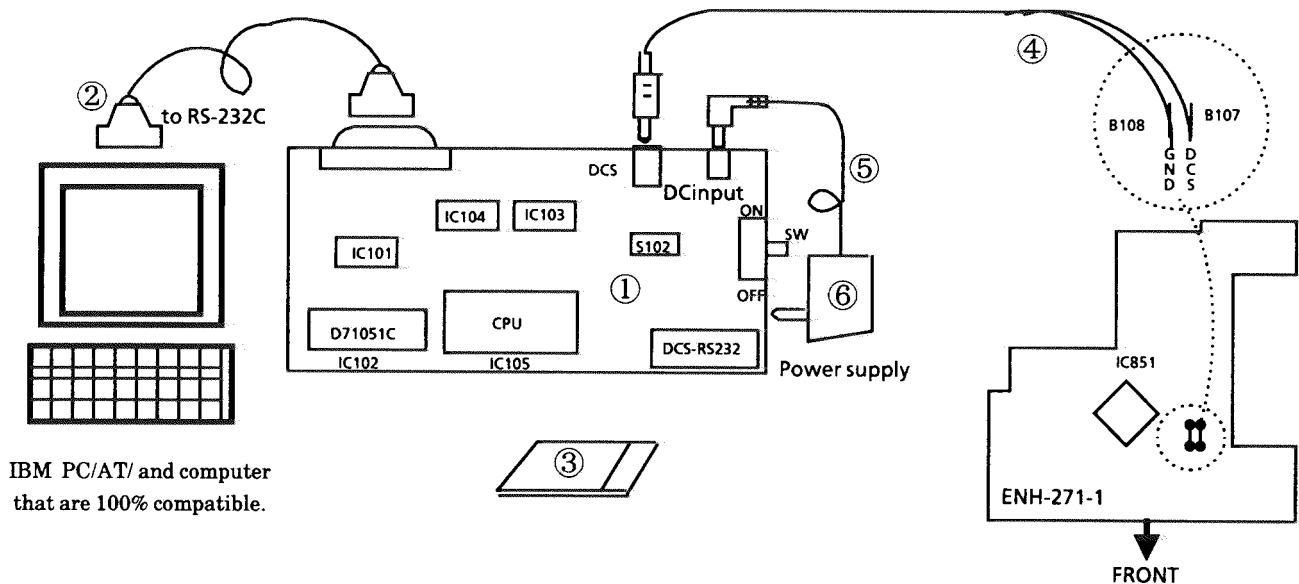 ②
to RS-232C
④
B108
B107
GND
DCS
DCS
DCinput
⑤
IC104
IC103
ON
IC101
S102
SW
①
OFF
⑥
D71051C
CPU
DCS-RS232
IC102
IC105
Power supply
IC851
③
IBM PC/AT/ and computer
that are 100% compatible.
ENH-271-1
FRONT